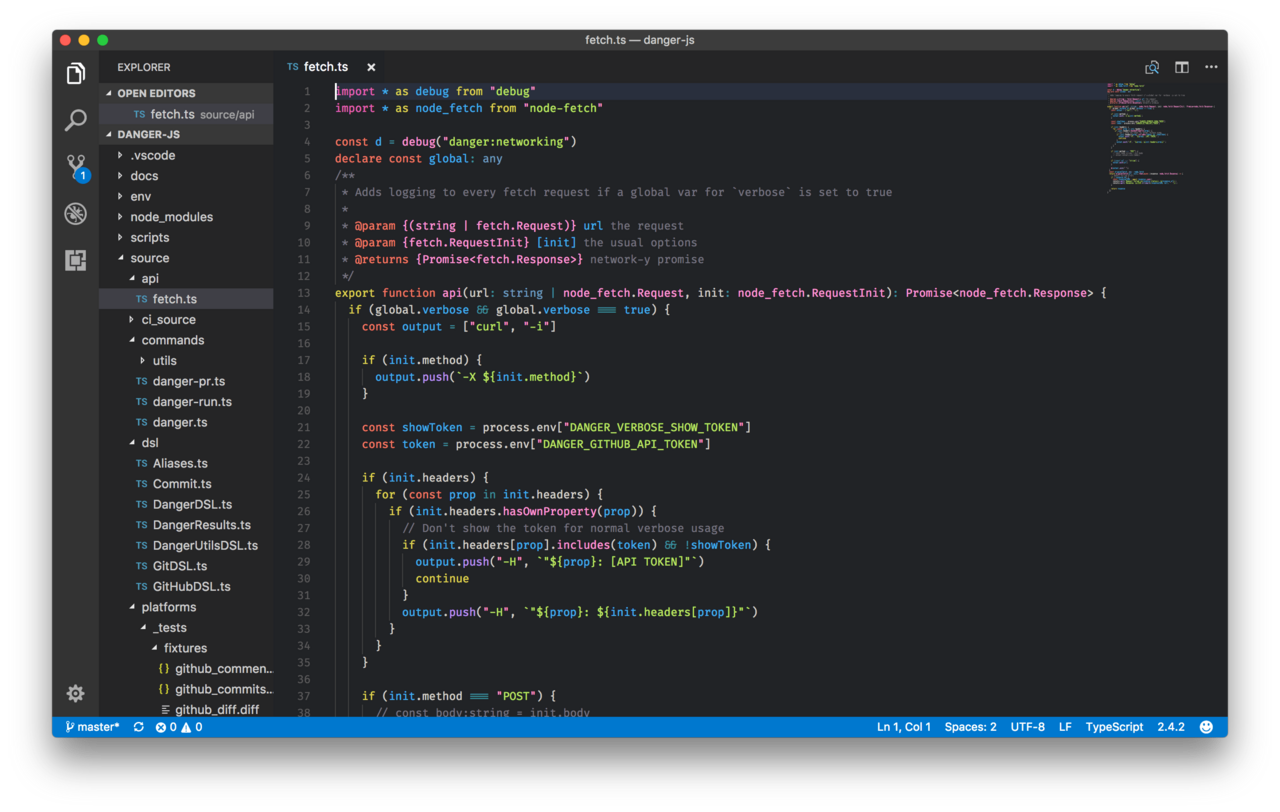 fetch.ts — danger-js
EXPLORER
OPEN EDITORS
TS fetch.ts source/api
DANGER-JS
.vscode
docs
env
node_modules
scripts
source
api
TS fetch.ts
ci_source
commands
utils
TS danger-pr.ts
TS danger-run.ts
TS danger.ts
dsl
TS Aliases.ts
TS Commit.ts
TS DangerDSL.ts
TS DangerResults.ts
TS DangerUtilsDSL.ts
TS GitDSL.ts
TS GitHubDSL.ts
platforms
_tests
fixtures
{} github_commen...
{} github_commits...
github_diff.diff
1
TS fetch.ts ×
1 import * as debug from "debug"
2 import * as node_fetch from "node-fetch"
3
4 const d = debug("danger:networking")
5 declare const global: any
6 /**
7  * Adds logging to every fetch request if a global var for `verbose` is set to true
8  *
9  * @param {(string | fetch.Request)} url the request
10  * @param {fetch.RequestInit} [init] the usual options
11  * @returns {Promise<fetch.Response>} network-y promise
12  */
13 export function api(url: string | node_fetch.Request, init: node_fetch.RequestInit): Promise<node_fetch.Response> {
14   if (global.verbose && global.verbose === true) {
15     const output = ["curl", "-i"]
16
17     if (init.method) {
18       output.push(`-X ${init.method}`)
19     }
20
21     const showToken = process.env["DANGER_VERBOSE_SHOW_TOKEN"]
22     const token = process.env["DANGER_GITHUB_API_TOKEN"]
23
24     if (init.headers) {
25       for (const prop in init.headers) {
26         if (init.headers.hasOwnProperty(prop)) {
27           // Don't show the token for normal verbose usage
28           if (init.headers[prop].includes(token) && !showToken) {
29             output.push("-H", `"${prop}: [API TOKEN]"`)
30             continue
31           }
32           output.push("-H", `"${prop}: ${init.headers[prop]}"`)
33         }
34       }
35     }
36
37     if (init.method === "POST") {
38       // const body:string = init.body
master* 0 0
Ln 1, Col 1 Spaces: 2 UTF-8 LF TypeScript 2.4.2